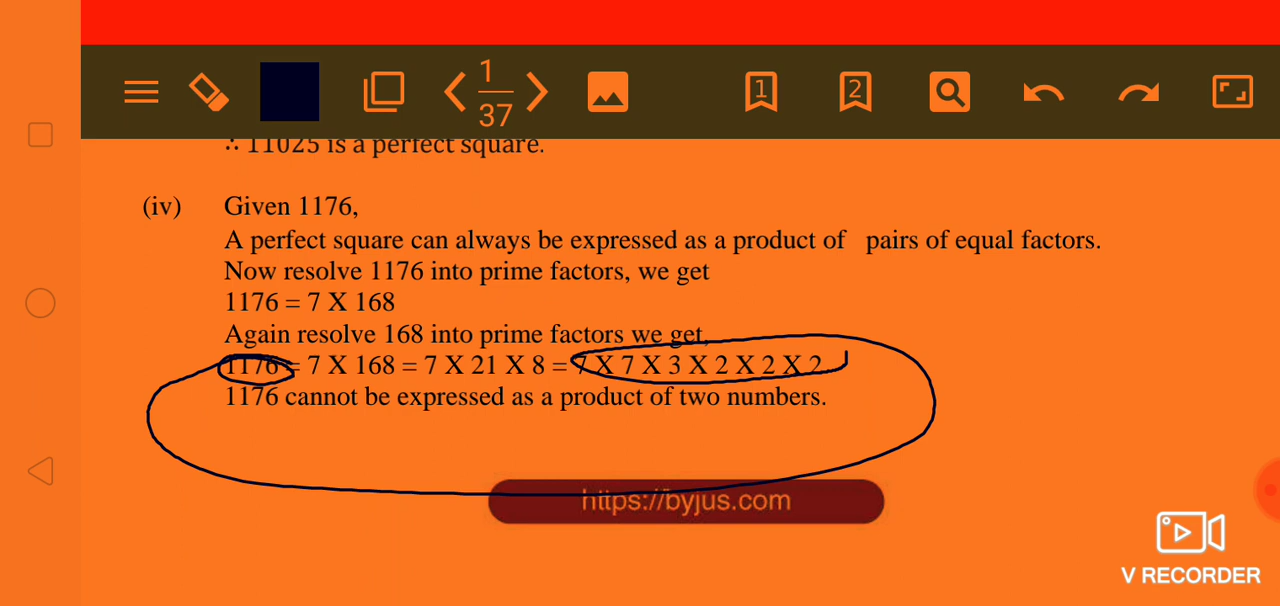 1
37
1
2
∴ 11025 is a perfect square.
(iv) Given 1176,
A perfect square can always be expressed as a product of pairs of equal factors.
Now resolve 1176 into prime factors, we get
1176 = 7 X 168
Again resolve 168 into prime factors we get,
1176 = 7 X 168 = 7 X 21 X 8 = 7 X 7 X 3 X 2 X 2 X 2
1176 cannot be expressed as a product of two numbers.
https://byjus.com
V RECORDER